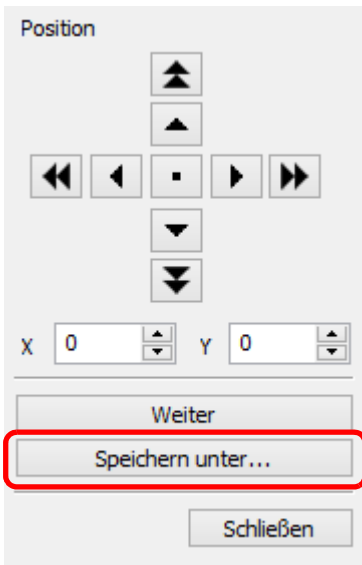 Position
X 0 Y 0
Weiter
Speichern unter...
Schließen